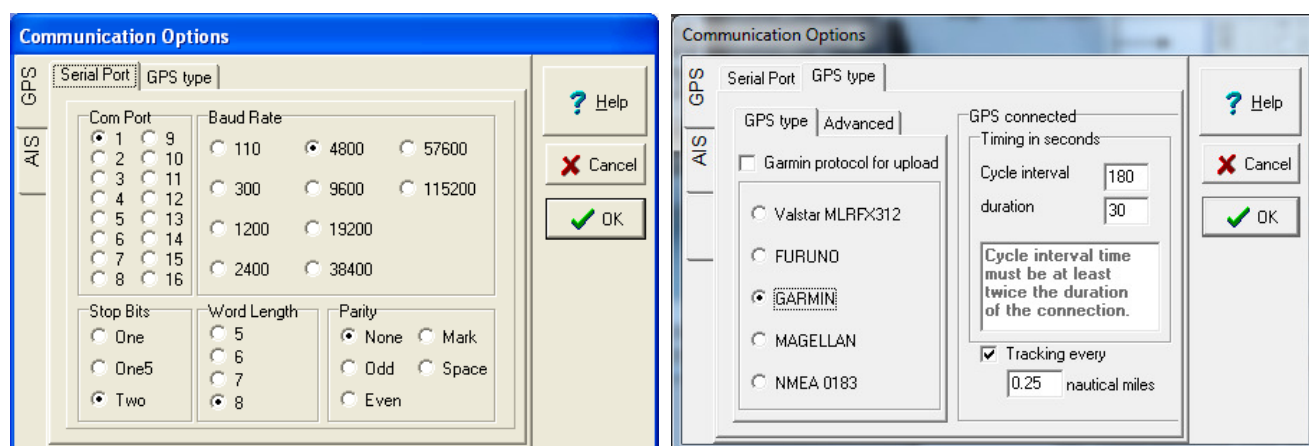 Communication Options
GPS
AIS
Serial Port GPS type
Com Port
1 9
2 10
3 11
4 12
5 13
6 14
7 15
8 16
Baud Rate
110 4800 57600
300 9600 115200
1200 19200
2400 38400
Stop Bits
One
One5
Two
Word Length
5
6
7
8
Parity
None Mark
Odd Space
Even
? Help
Cancel
OK
Communication Options
GPS
AIS
Serial Port GPS type
GPS type Advanced
Garmin protocol for upload
Valstar MLRFX312
FURUNO
GARMIN
MAGELLAN
NMEA 0183
GPS connected
Timing in seconds
Cycle interval 180
duration 30
Cycle interval time
must be at least
twice the duration
of the connection.
Tracking every
0.25 nautical miles
? Help
Cancel
OK